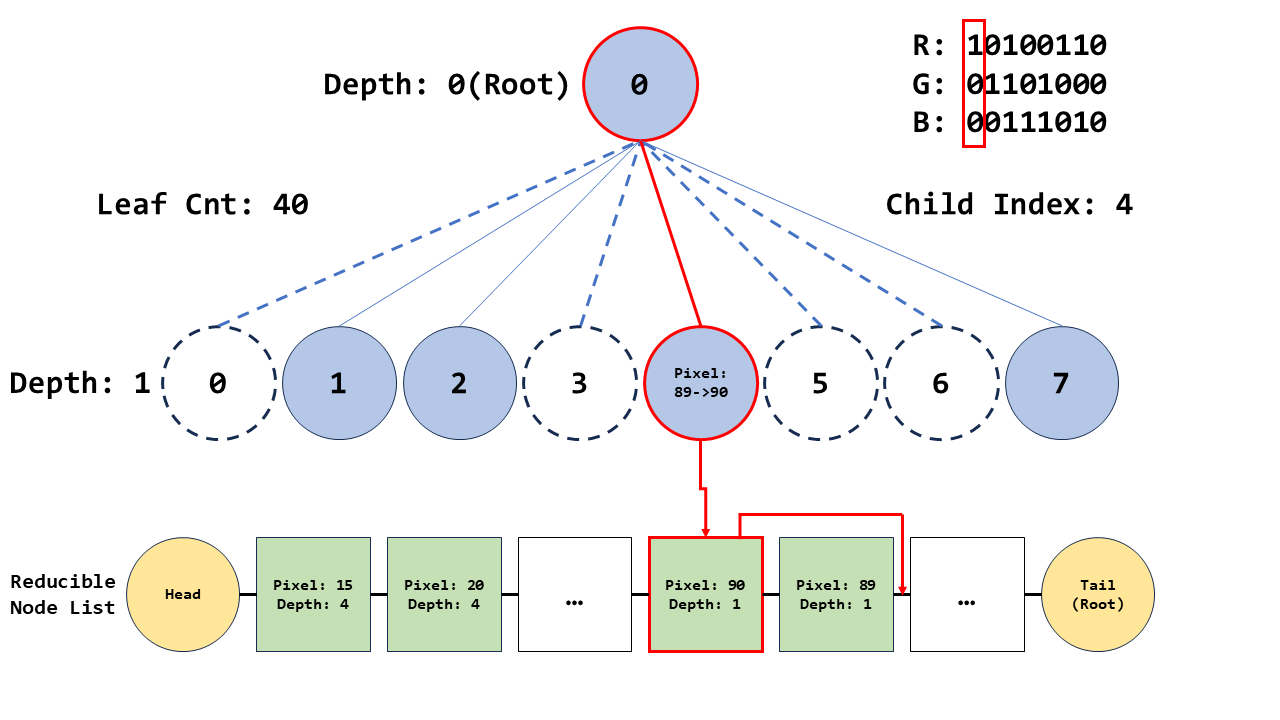 Depth: 0(Root)
0
R: 10100110
G: 01101000
B: 00111010
Leaf Cnt: 40
Child Index: 4
Depth: 1
0
1
2
3
Pixel:
89->90
5
6
7
Reducible
Node List
Head
Pixel: 15
Depth: 4
Pixel: 20
Depth: 4
…
Pixel: 90
Depth: 1
Pixel: 89
Depth: 1
…
Tail
(Root)